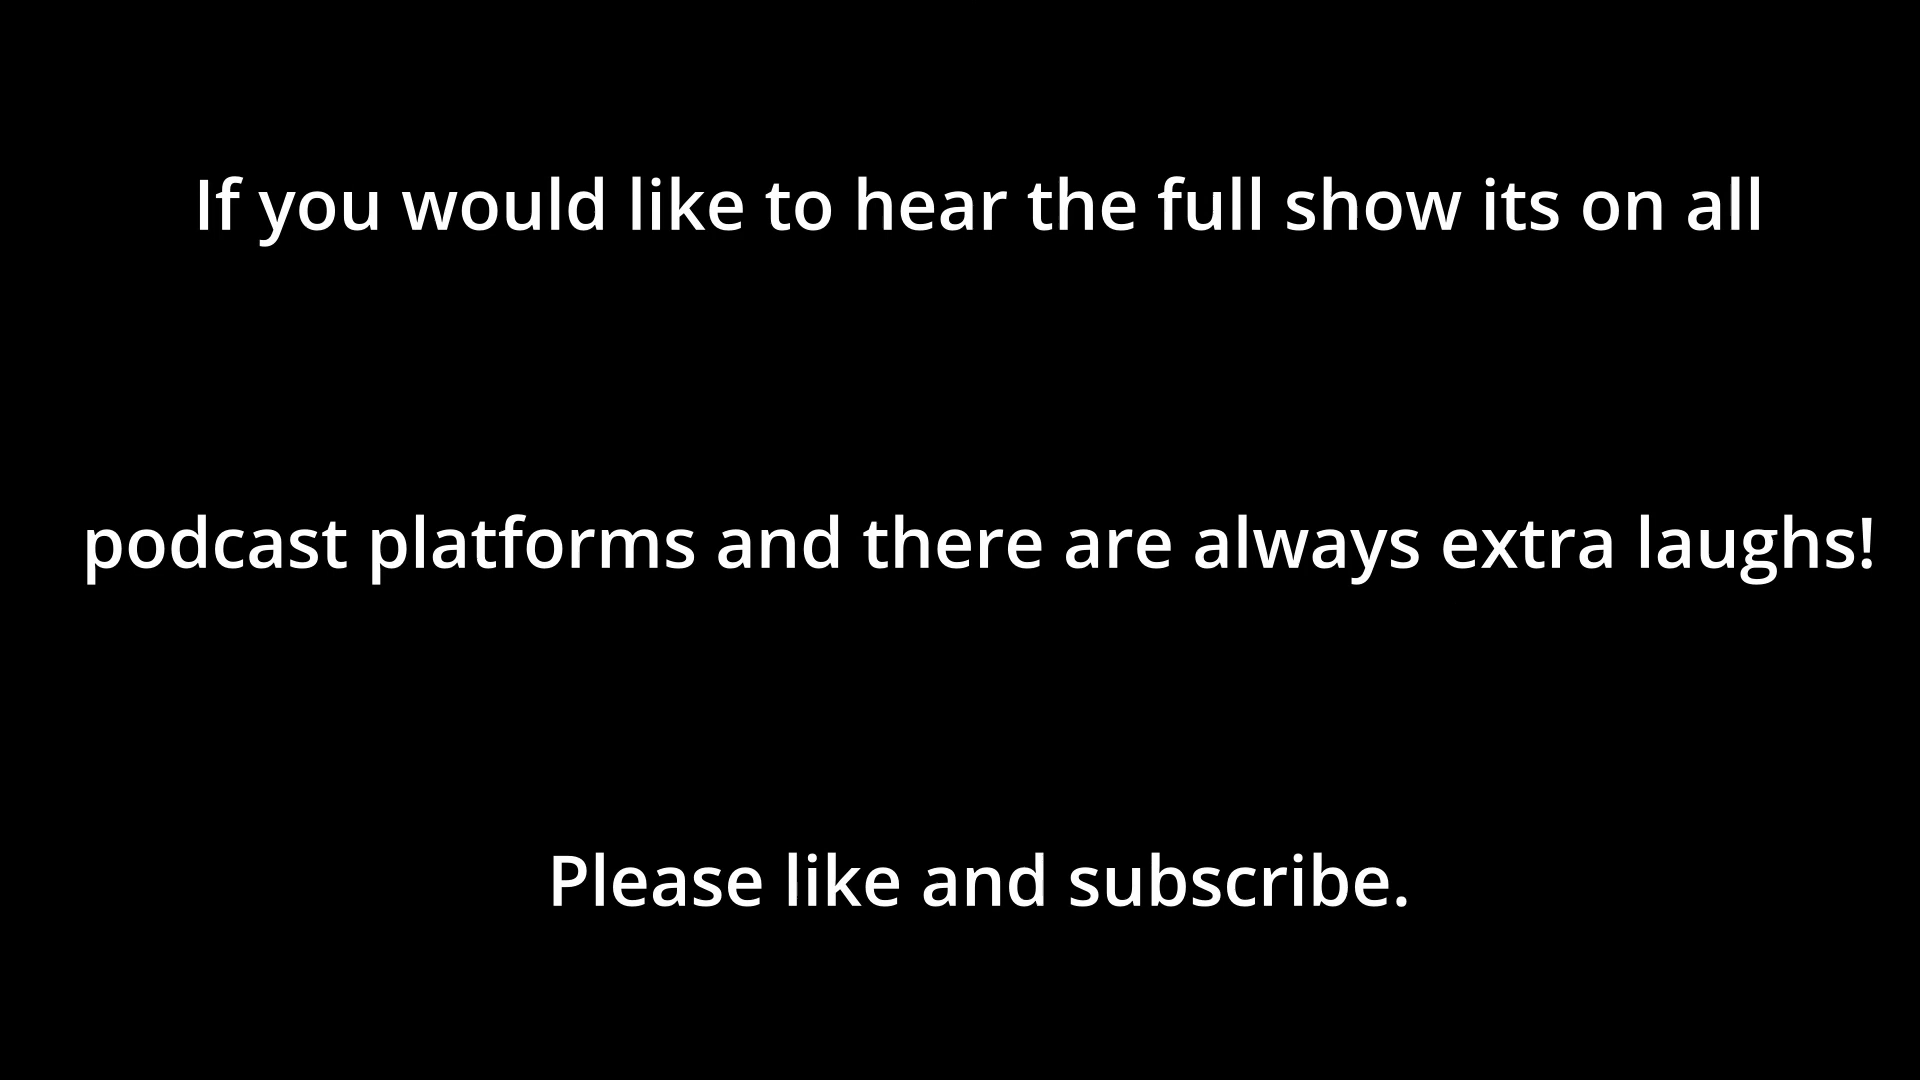 If you would like to hear the full show its on all
podcast platforms and there are always extra laughs!
Please like and subscribe.